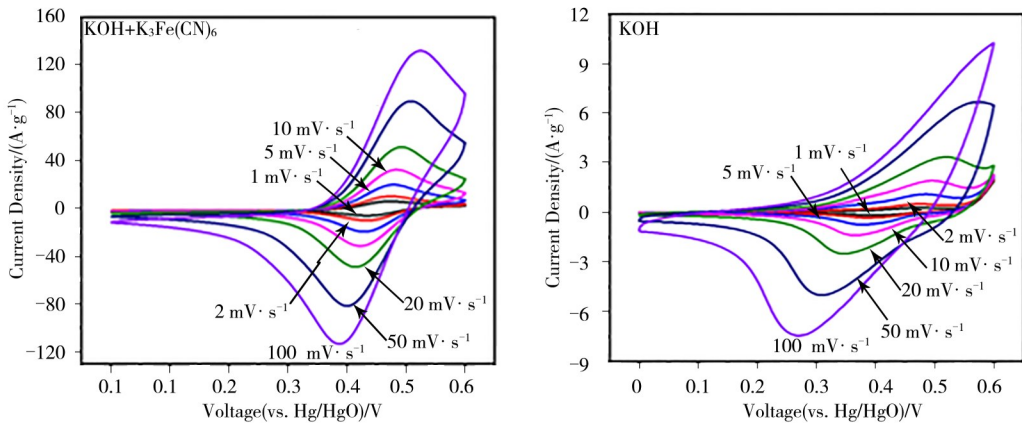 KOH+K₃Fe(CN)₆
160
120
80
40
0
−40
−80
−120
Current Density/(A·g⁻¹)
10 mV· s⁻¹
5 mV· s⁻¹
1 mV· s⁻¹
2 mV· s⁻¹
20 mV· s⁻¹
50 mV· s⁻¹
100 mV· s⁻¹
0.1 0.1 0.2 0.3 0.4 0.5 0.6
Voltage(vs. Hg/HgO)/V
KOH
12
9
6
3
0
−3
−6
−9
Current Density/(A·g⁻¹)
1 mV· s⁻¹
5 mV· s⁻¹
2 mV· s⁻¹
10 mV· s⁻¹
20 mV· s⁻¹
50 mV· s⁻¹
100 mV· s⁻¹
0 0.1 0.2 0.3 0.4 0.5 0.6
Voltage(vs. Hg/HgO)/V